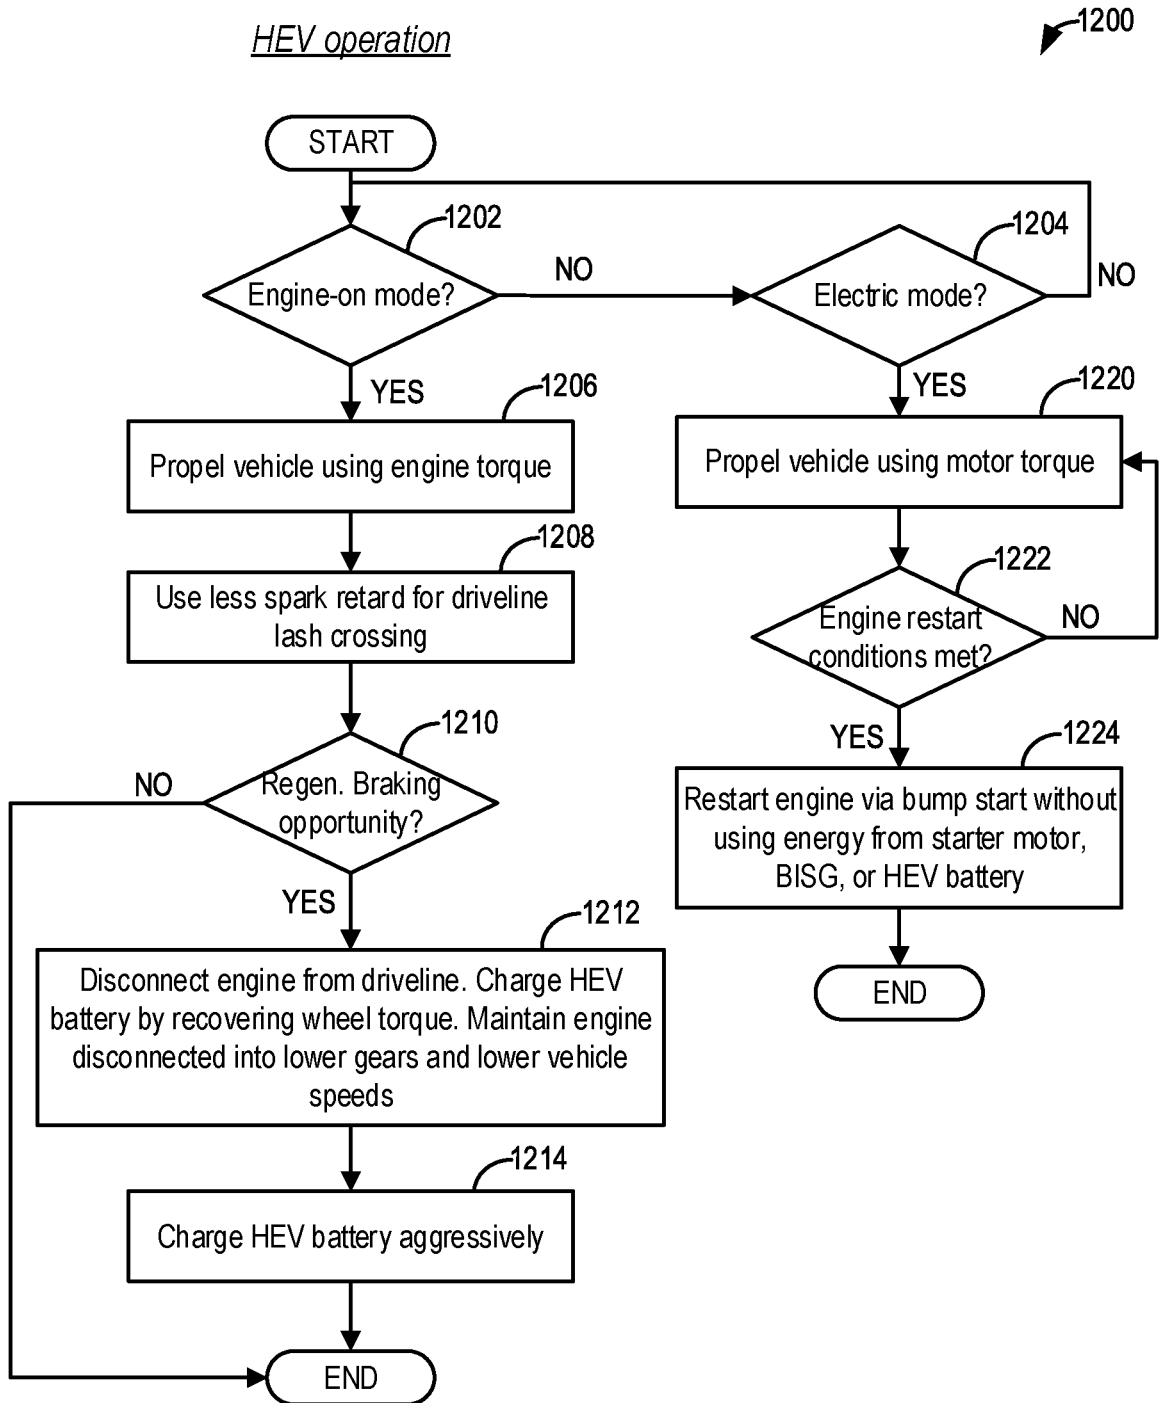 HEV operation
1200
START
1202
Engine-on mode?
NO
1204
Electric mode?
NO
YES
1206
Propel vehicle using engine torque
YES
1220
Propel vehicle using motor torque
1208
Use less spark retard for driveline
lash crossing
1222
Engine restart
conditions met?
NO
1210
Regen. Braking
opportunity?
NO
YES
YES
1224
Restart engine via bump start without
using energy from starter motor,
BISG, or HEV battery
END
1212
Disconnect engine from driveline. Charge HEV
battery by recovering wheel torque. Maintain engine
disconnected into lower gears and lower vehicle
speeds
1214
Charge HEV battery aggressively
END